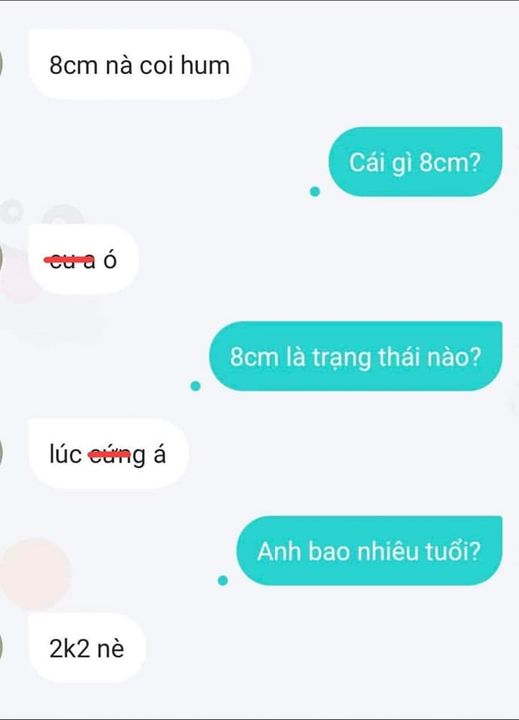 8cm nà coi hum
Cái gì 8cm?
cu a ó
8cm là trạng thái nào?
lúc cứng á
Anh bao nhiêu tuổi?
2k2 nè